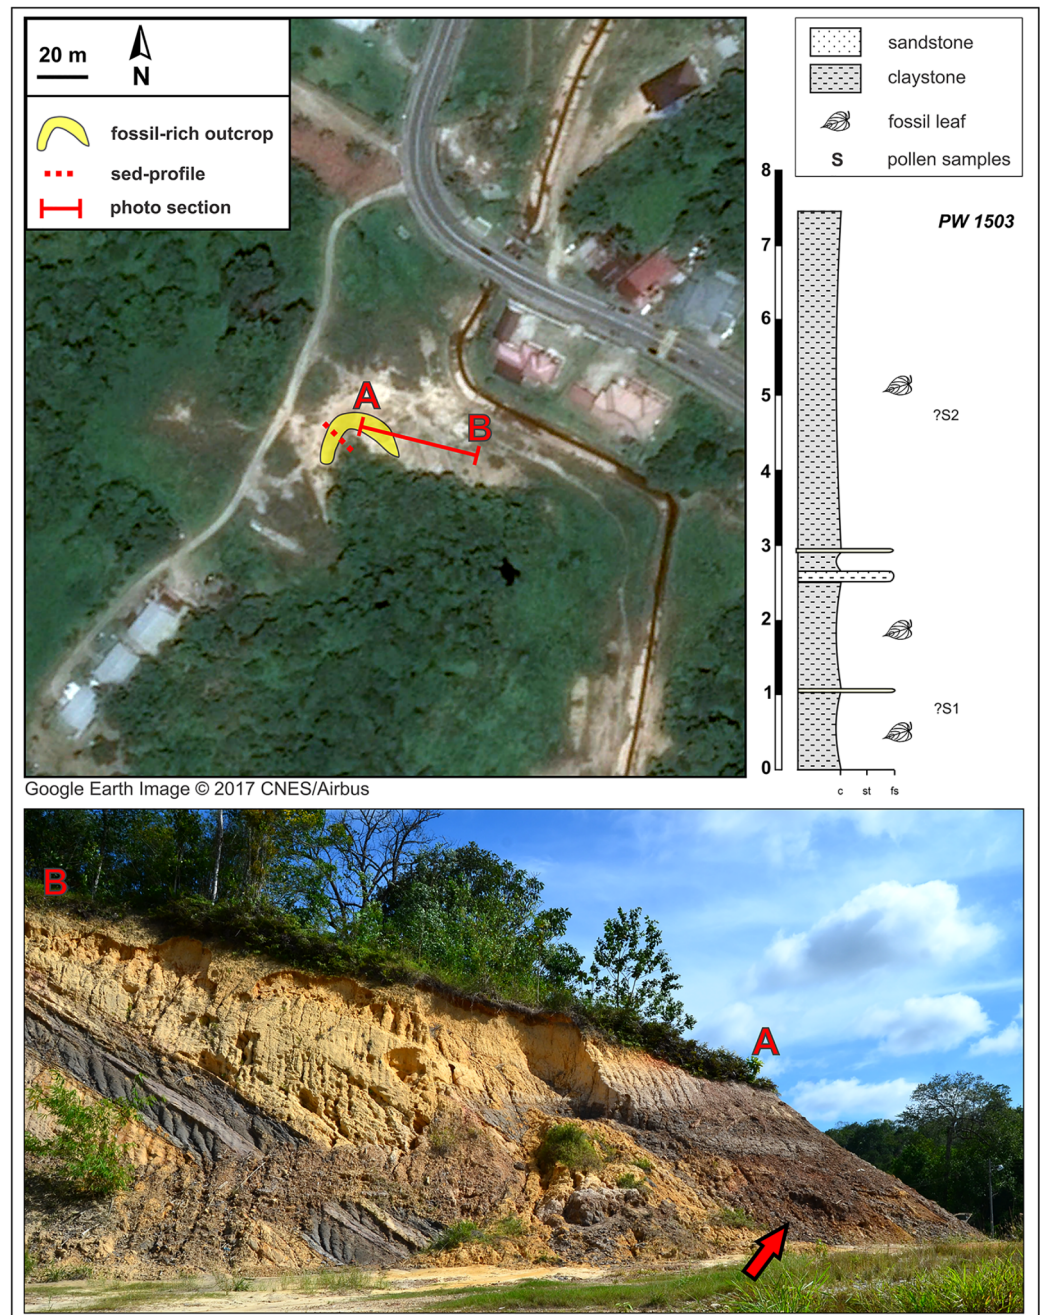 20 m
N
fossil-rich outcrop
sed-profile
photo section
A
B
Google Earth Image © 2017 CNES/Airbus
sandstone
claystone
fossil leaf
S pollen samples
PW 1503
8
7
6
5
4
3
2
1
0
?S2
?S1
c st fs
B
A